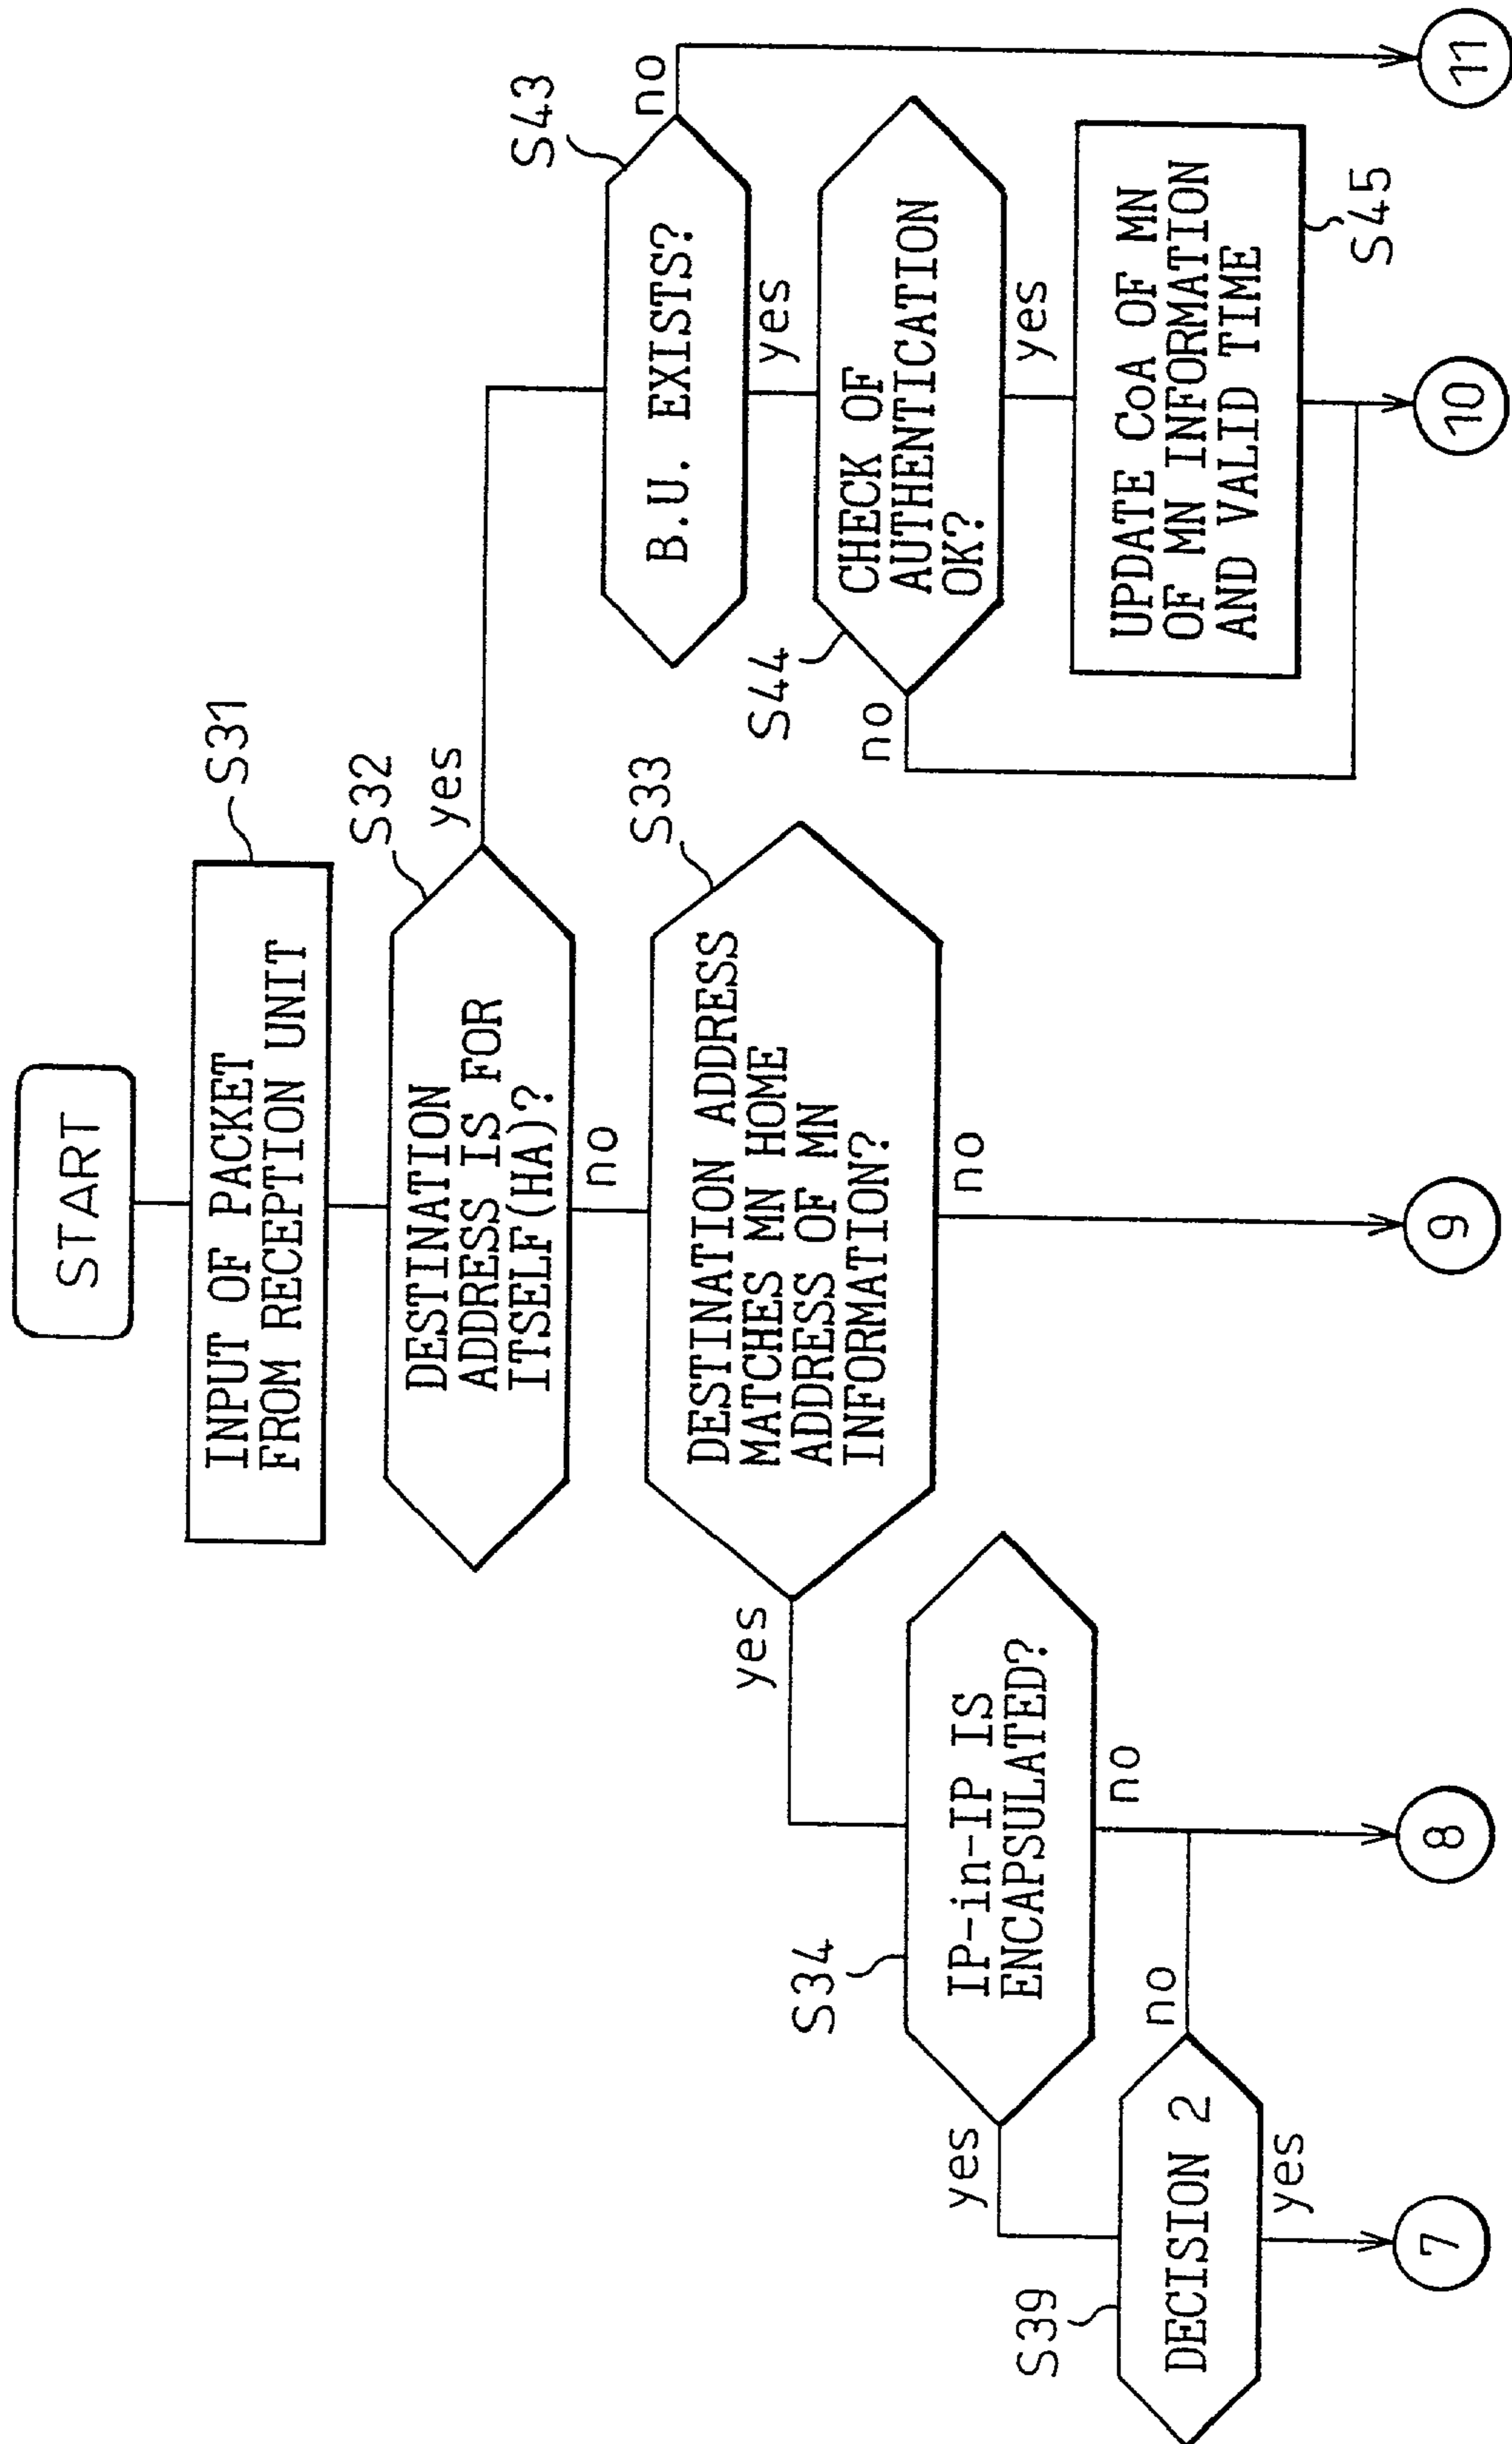 START
S31
INPUT OF PACKET
FROM RECEPTION UNIT
S32
DESTINATION
ADDRESS IS FOR
ITSELF(HA)?
yes
no
S33
DESTINATION ADDRESS
MATCHES MN HOME
ADDRESS OF MN
INFORMATION?
yes
no
S34
IP-in-IP IS
ENCAPSULATED?
yes
no
S39
DECISION 2
no
yes
S43
B.U. EXISTS?
no
yes
S44
CHECK OF
AUTHENTICATION
OK?
no
yes
UPDATE CoA OF MN
OF MN INFORMATION
AND VALID TIME
S45
7
8
9
10
11